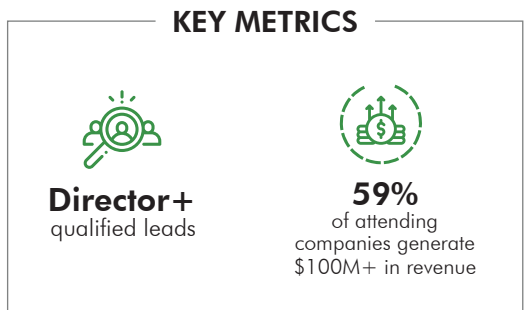 KEY METRICS
Director+
qualified leads
$
59%
of attending
companies generate
$100M+ in revenue